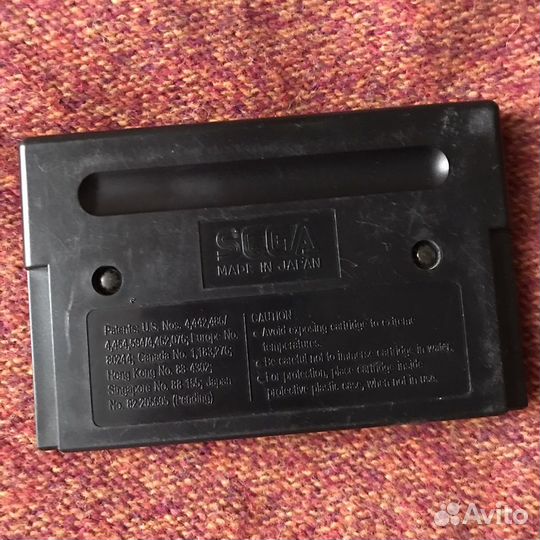 SEGA
MADE IN JAPAN
Patents: U.S. Nos. 4,442,486/
4,454,594/4,462,076; Europe No.
80244; Canada No. 1,183,276;
Hong Kong No. 88-4302;
Singapore No. 88-155; Japan
No. 82-205605 (Pending)
CAUTION
• Avoid exposing cartridge to extreme
temperatures.
• Be careful not to immerse cartridge in water.
• For protection, place cartridge inside
protective plastic case, when not in use.
Avito